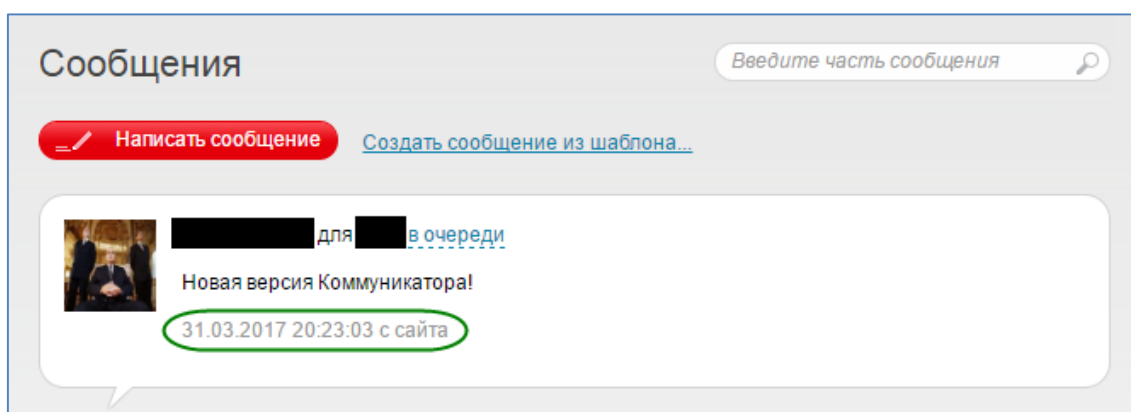 Сообщения
Введите часть сообщения
Написать сообщение
Создать сообщение из шаблона...
для в очереди
Новая версия Коммуникатора!
31.03.2017 20:23:03 с сайта